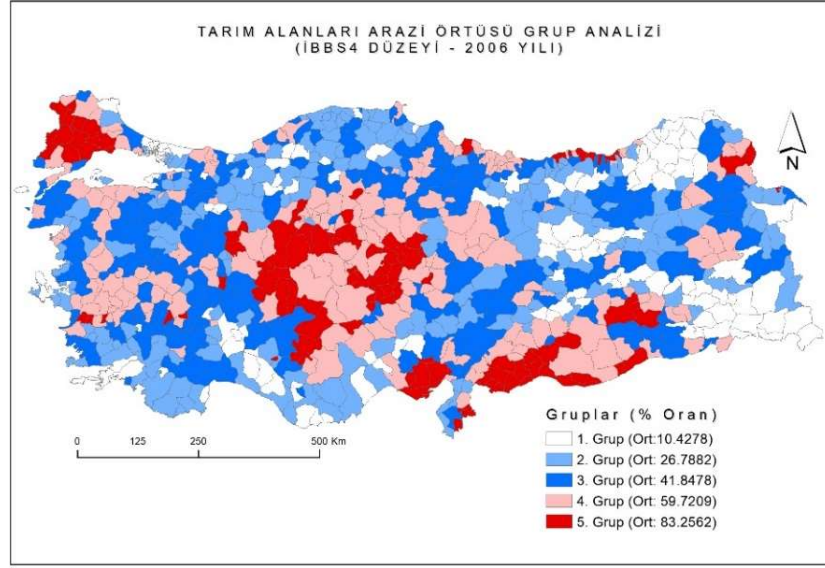 TARIM ALANLARI ARAZİ ÖRTÜSÜ GRUP ANALİZİ
(İBBS4 DÜZEYİ - 2006 YILI)
N
Gruplar (% Oran)
1. Grup (Ort:10.4278)
2. Grup (Ort: 26.7882)
3. Grup (Ort: 41.8478)
4. Grup (Ort: 59.7209)
5. Grup (Ort: 83.2562)
0 125 250 500 Km